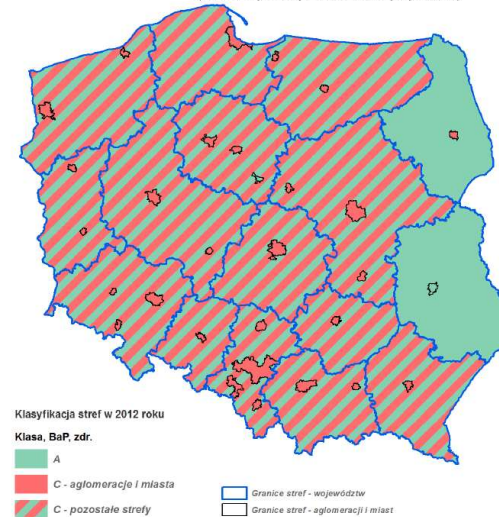 Klasyfikacja stref w 2012 roku
Klasa, BaP, zdr.
A
C - aglomeracje i miasta
C - pozostałe strefy
Granice stref - województw
Granice stref - aglomeracji i miast